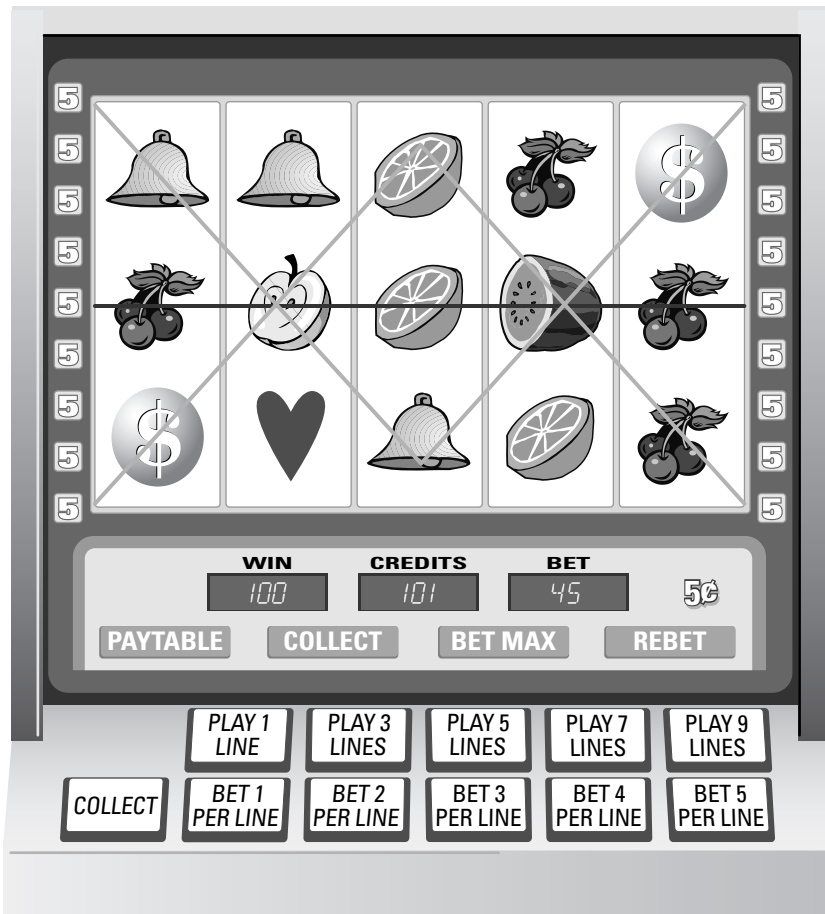 5 5
5 5
$
5 5
5 5
5 5
5 5
5 5
$
5 5
5 5
WIN CREDITS BET
100 101 45 5¢
PAYTABLE COLLECT BET MAX REBET
PLAY 1 PLAY 3 PLAY 5 PLAY 7 PLAY 9
LINE LINES LINES LINES LINES
COLLECT
BET 1 BET 2 BET 3 BET 4 BET 5
PER LINE PER LINE PER LINE PER LINE PER LINE